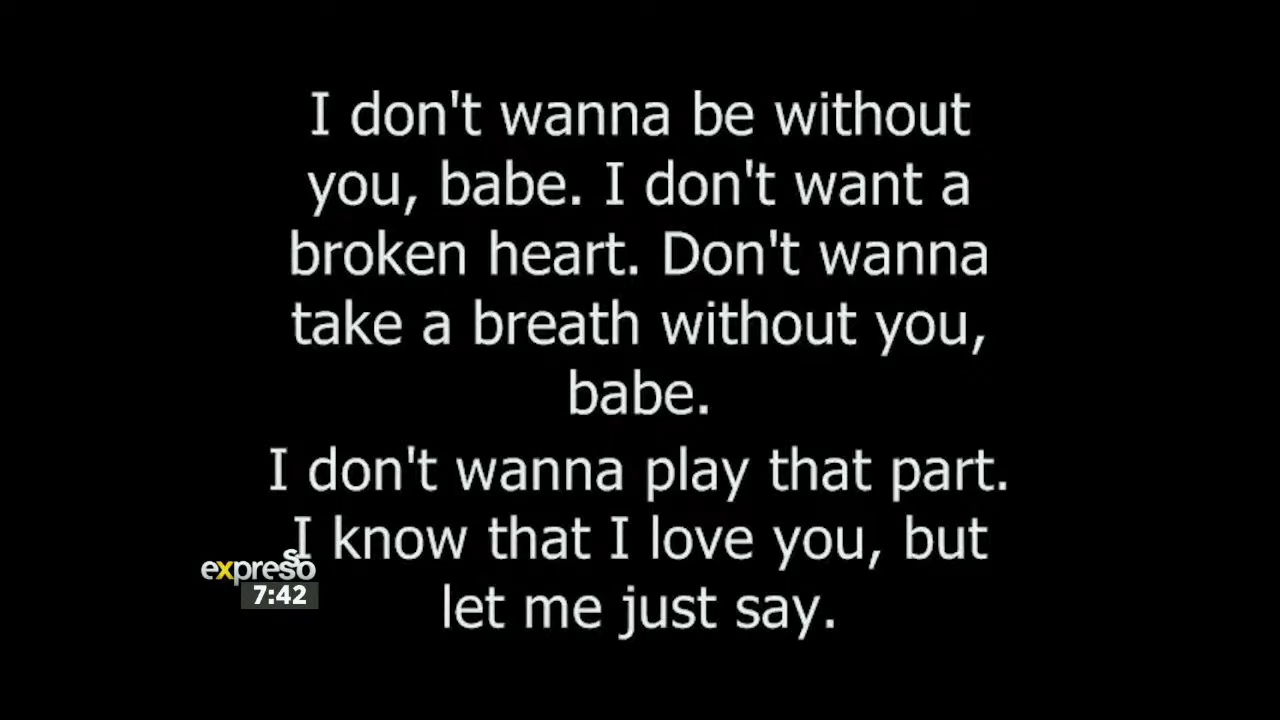 I don't wanna be without
you, babe. I don't want a
broken heart. Don't wanna
take a breath without you,
babe.
I don't wanna play that part.
I know that I love you, but
let me just say.
expresso
7:42